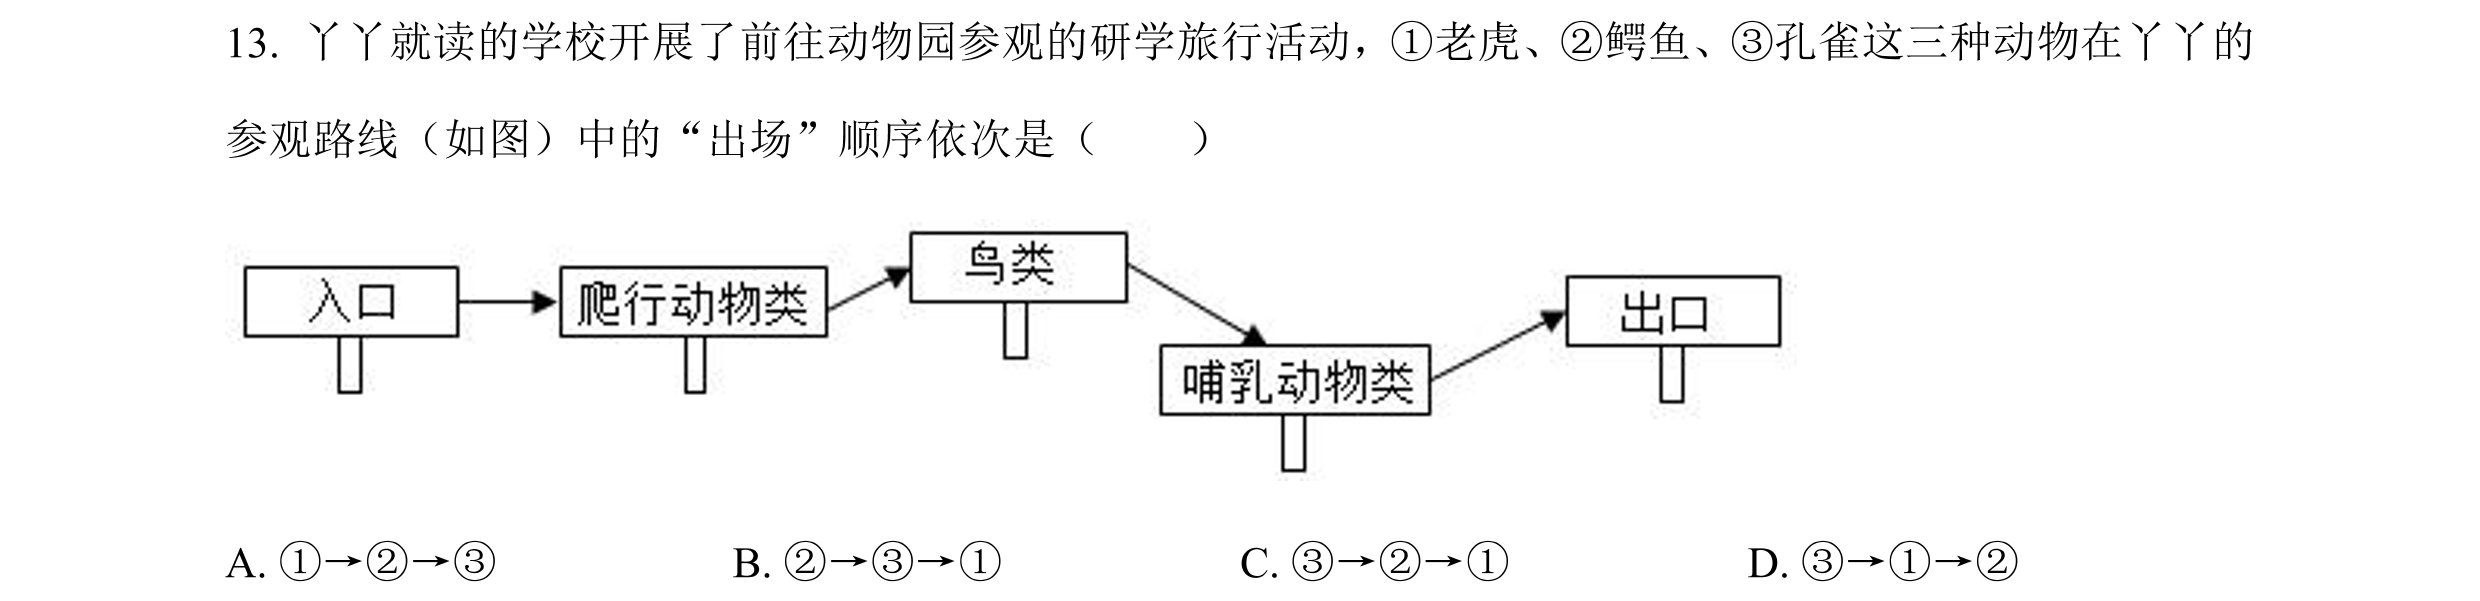 13. 丫丫就读的学校开展了前往动物园参观的研学旅行活动，①老虎、②鳄鱼、③孔雀这三种动物在丫丫的
参观路线（如图）中的“出场”顺序依次是（　　）
入口
爬行动物类
鸟类
哺乳动物类
出口
A. ①→②→③ B. ②→③→① C. ③→②→① D. ③→①→②